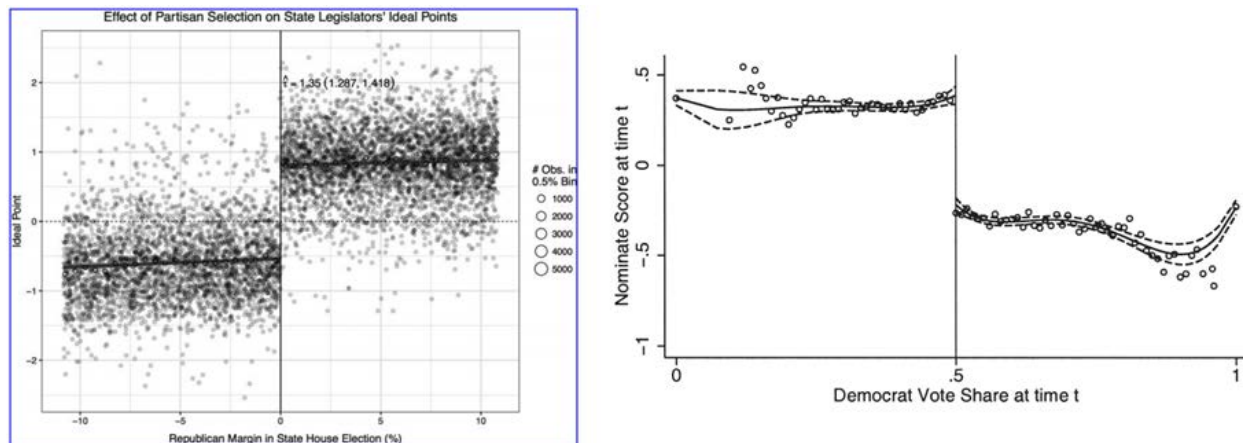 Effect of Partisan Selection on State Legislators' Ideal Points
τ̂ = 1.35 (1.287, 1.418)
Ideal Point
2
1
0
−1
−2
−10
−5
0
5
10
Republican Margin in State House Election (%)
# Obs. in
0.5% Bin
1000
2000
3000
4000
5000
Nominate Score at time t
.5
0
−.5
−1
0
.5
1
Democrat Vote Share at time t